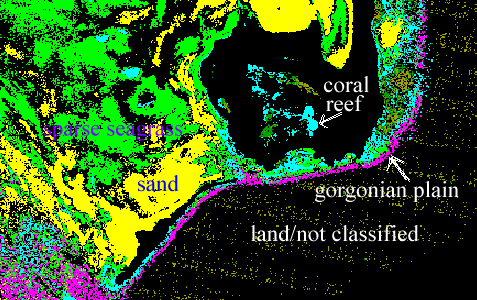 coral
reef
sparse seagrass
sand
gorgonian plain
land/not classified